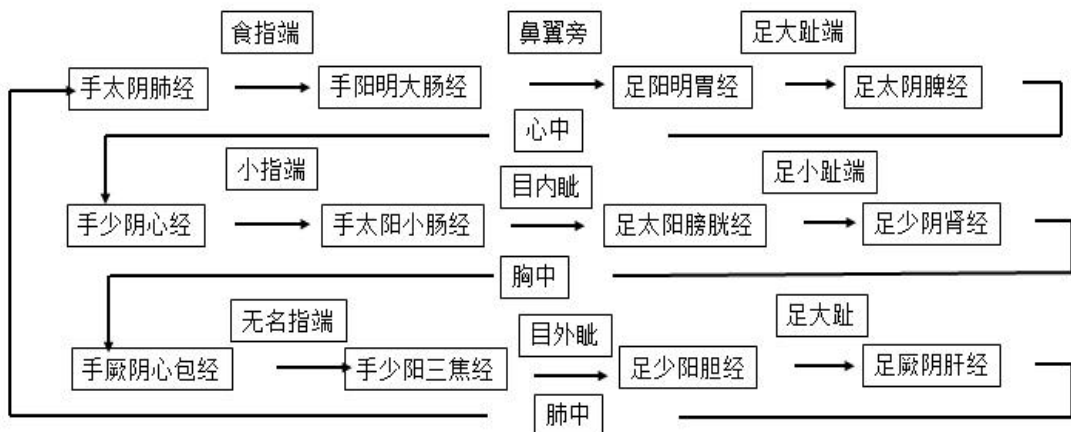 食指端 鼻翼旁 足大趾端
手太阴肺经 手阳明大肠经 足阳明胃经 足太阴脾经
心中
小指端 目内眦 足小趾端
手少阴心经 手太阳小肠经 足太阳膀胱经 足少阴肾经
胸中
无名指端 目外眦 足大趾
手厥阴心包经 手少阳三焦经 足少阳胆经 足厥阴肝经
肺中